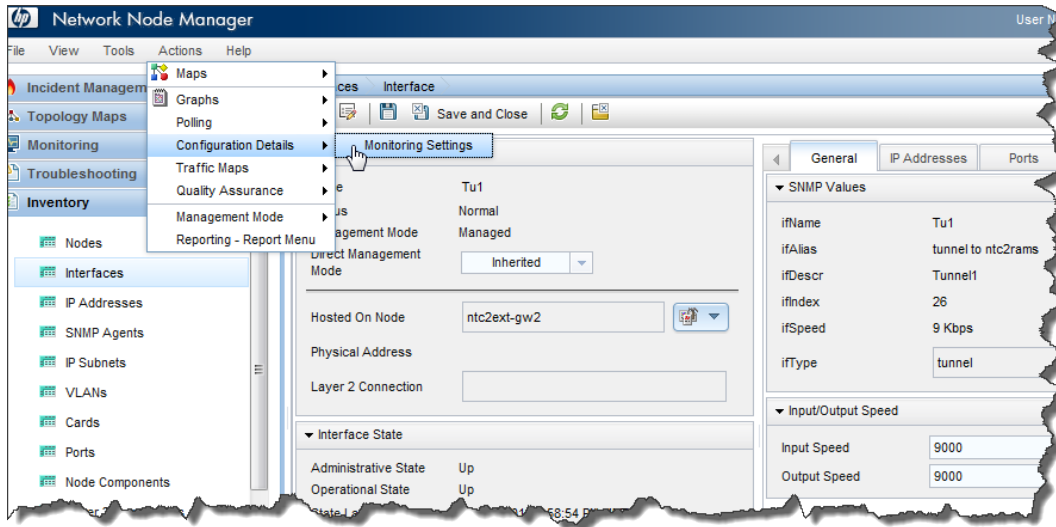 hp Network Node Manager
User N
File View Tools Actions Help
Incident Managem
Topology Maps
Monitoring
Troubleshooting
Inventory
Nodes
Interfaces
IP Addresses
SNMP Agents
IP Subnets
VLANs
Cards
Ports
Node Components
Maps
Graphs
Polling
Configuration Details
Traffic Maps
Quality Assurance
Management Mode
Reporting - Report Menu
Monitoring Settings
ces Interface
Save and Close
e Tu1
us Normal
agement Mode Managed
Direct Management
Mode
Inherited
Hosted On Node ntc2ext-gw2
Physical Address
Layer 2 Connection
Interface State
Administrative State Up
Operational State Up
General IP Addresses Ports
SNMP Values
ifName Tu1
ifAlias tunnel to ntc2rams
ifDescr Tunnel1
ifIndex 26
ifSpeed 9 Kbps
ifType tunnel
Input/Output Speed
Input Speed 9000
Output Speed 9000